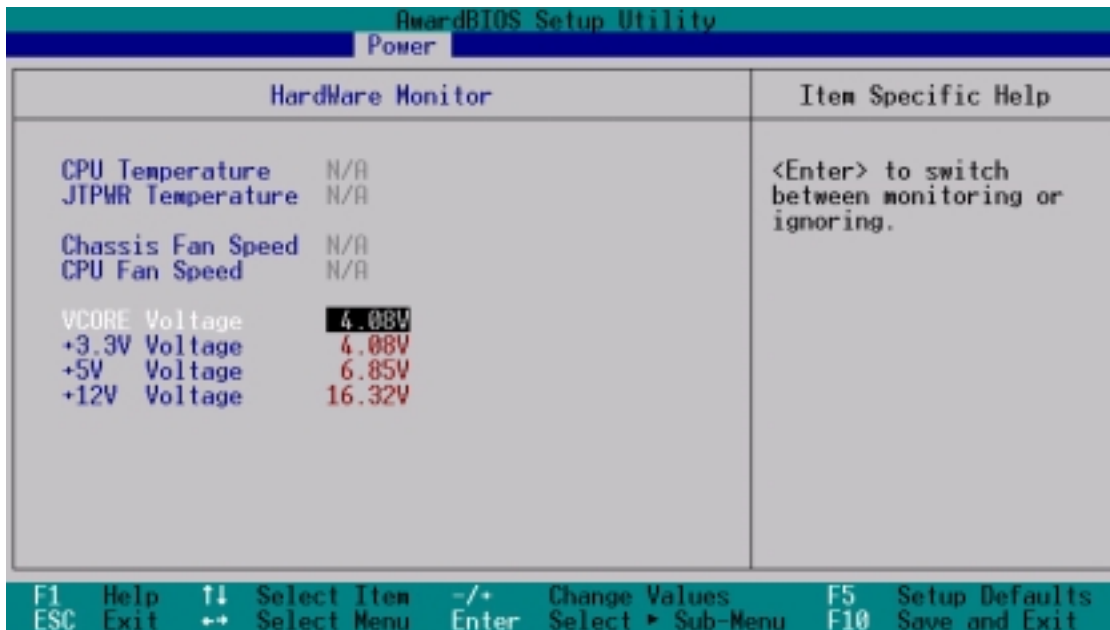 AwardBIOS Setup Utility
Power
HardWare Monitor
Item Specific Help
CPU Temperature N/A
JTPWR Temperature N/A
Chassis Fan Speed N/A
CPU Fan Speed N/A
VCORE Voltage 4.08V
+3.3V Voltage 4.08V
+5V Voltage 6.85V
+12V Voltage 16.32V
<Enter> to switch
between monitoring or
ignoring.
F1 Help ↑↓ Select Item -/+ Change Values F5 Setup Defaults
ESC Exit ←→ Select Menu Enter Select ► Sub-Menu F10 Save and Exit